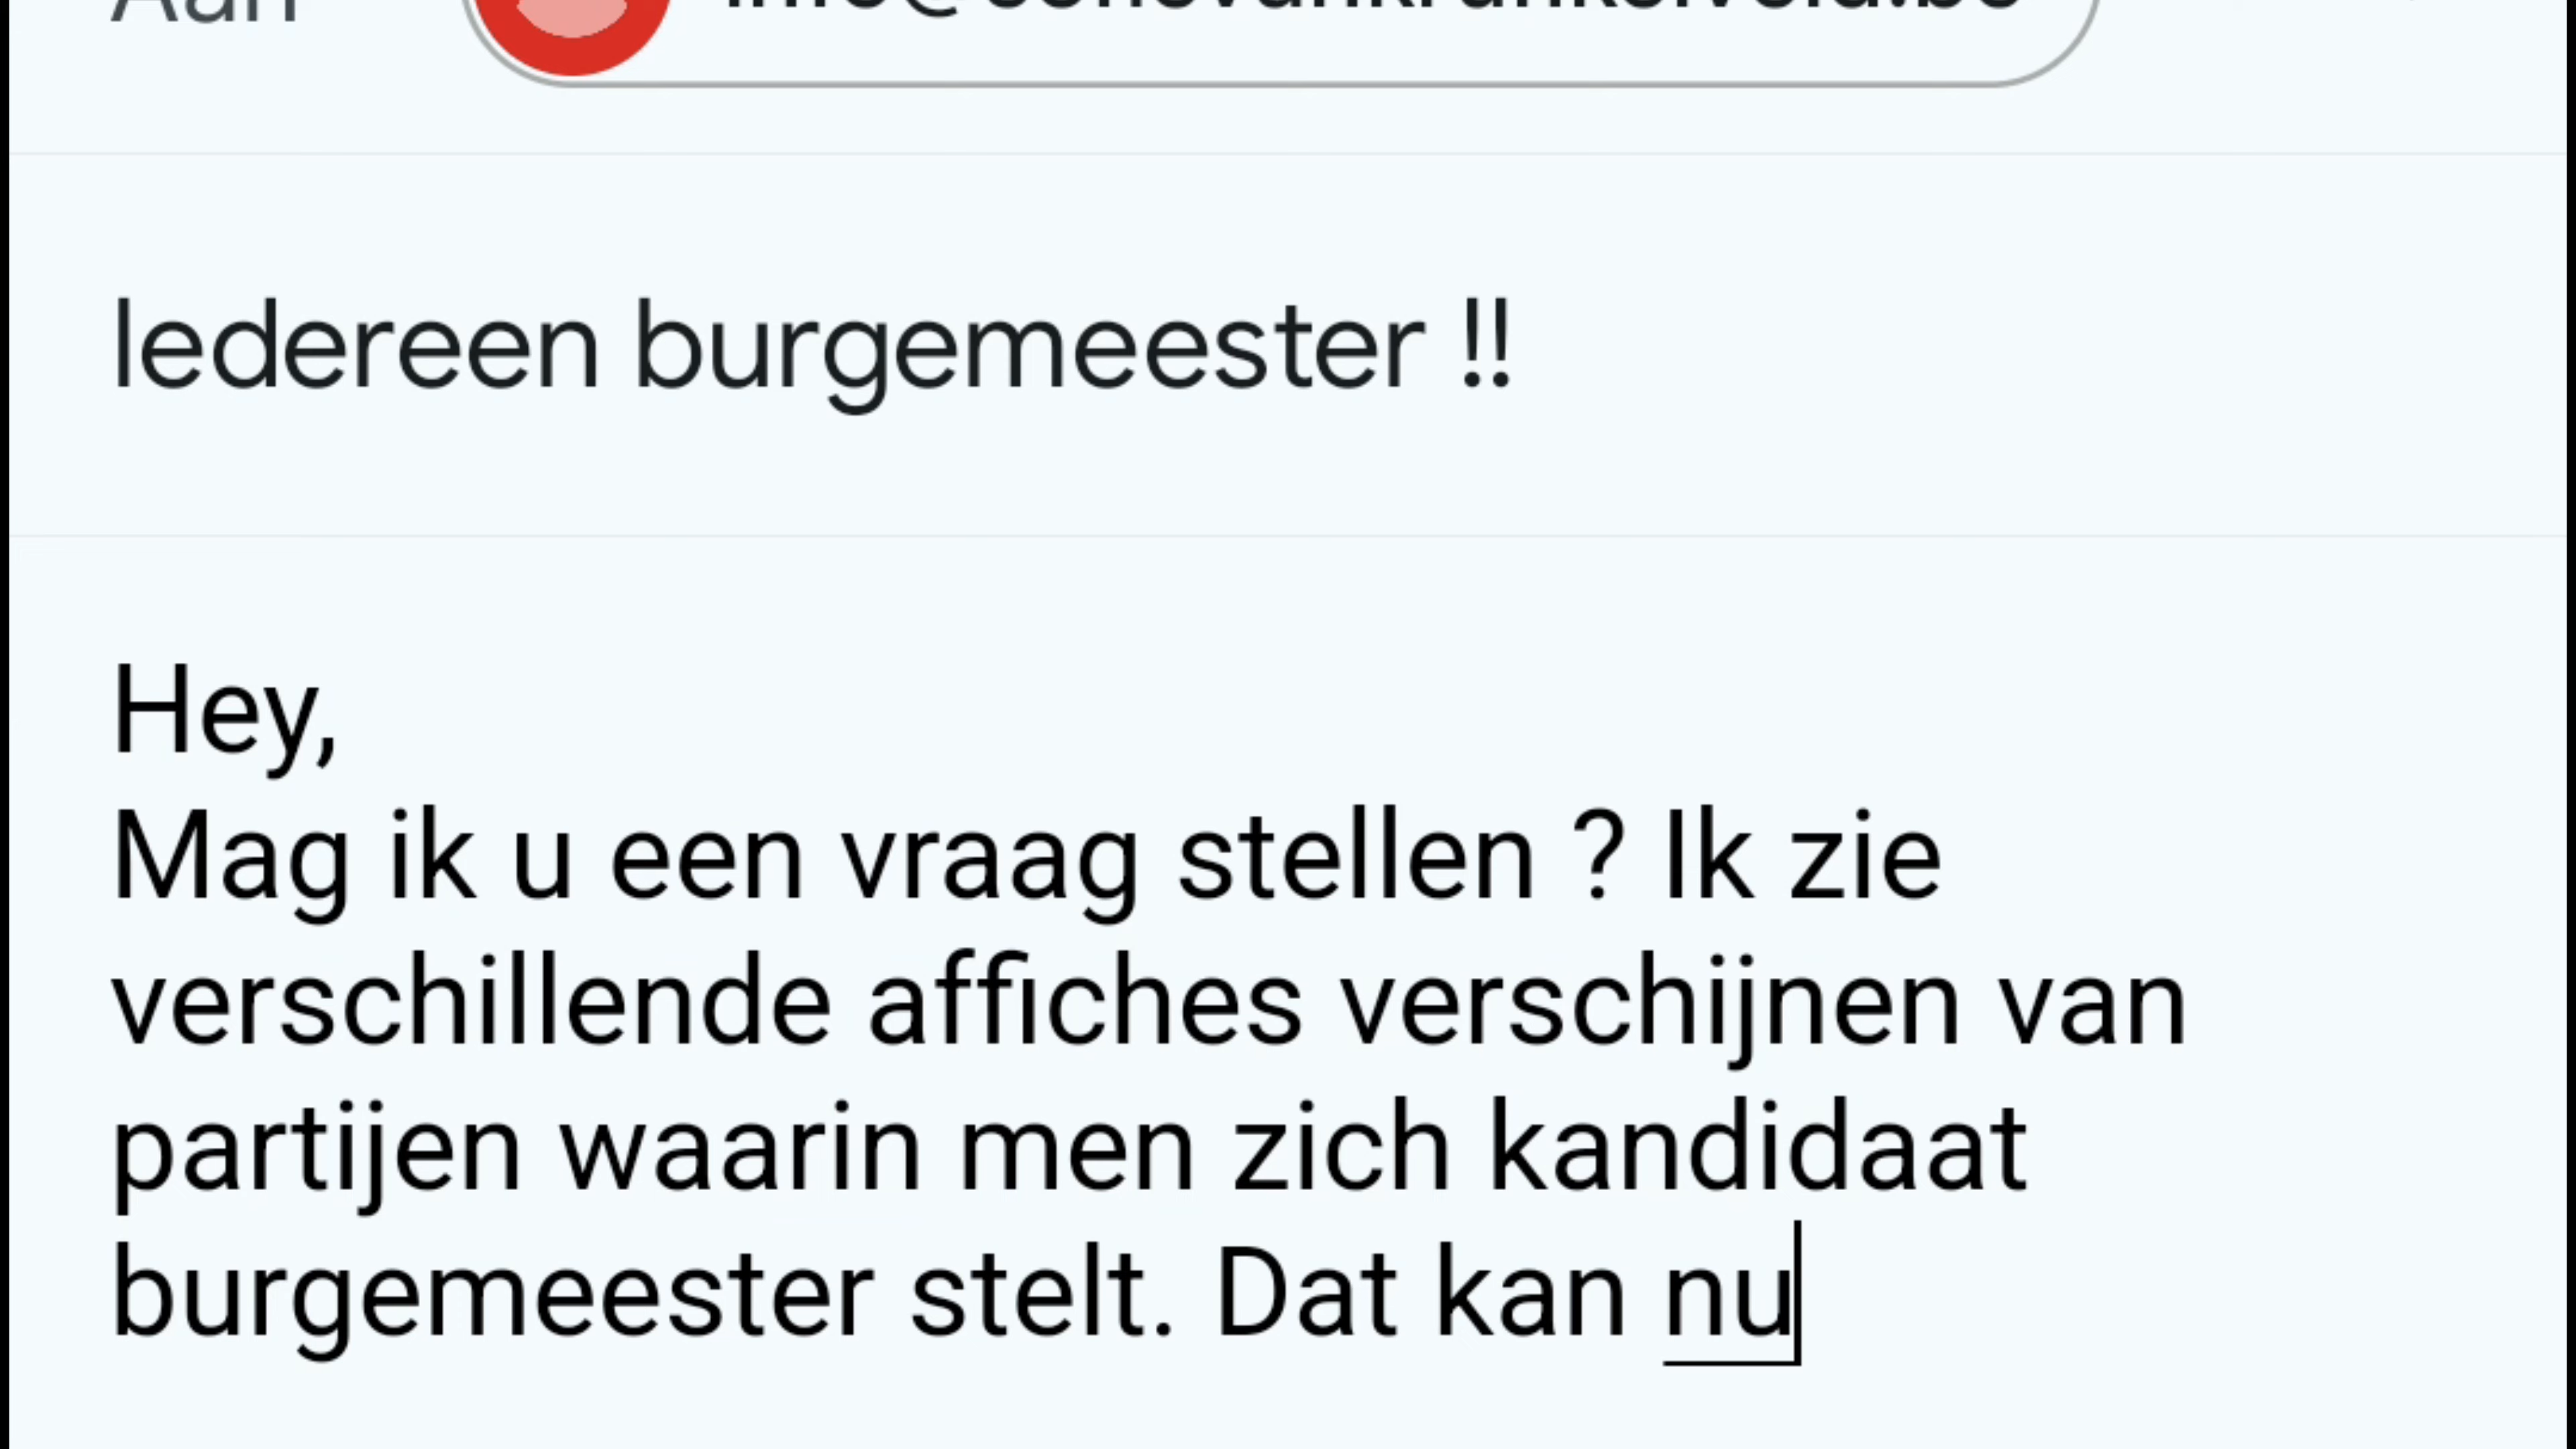 Aan
Iedereen burgemeester !!
Hey,
Mag ik u een vraag stellen ? Ik zie
verschillende affiches verschijnen van
partijen waarin men zich kandidaat
burgemeester stelt. Dat kan nu